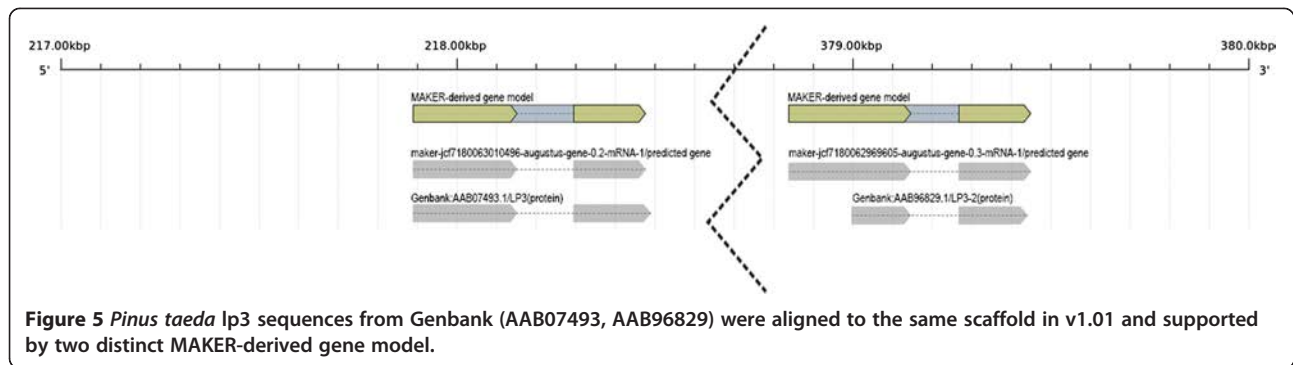 217.00kbp 218.00kbp 379.00kbp 380.0kbp
5' 3'
MAKER-derived gene model MAKER-derived gene model
maker-jcf7180063010496-augustus-gene-0.2-mRNA-1/predicted gene maker-jcf7180062969605-augustus-gene-0.3-mRNA-1/predicted gene
Genbank:AAB07493.1/LP3(protein) Genbank:AAB96829.1/LP3-2(protein)
Figure 5 Pinus taeda lp3 sequences from Genbank (AAB07493, AAB96829) were aligned to the same scaffold in v1.01 and supported
by two distinct MAKER-derived gene model.